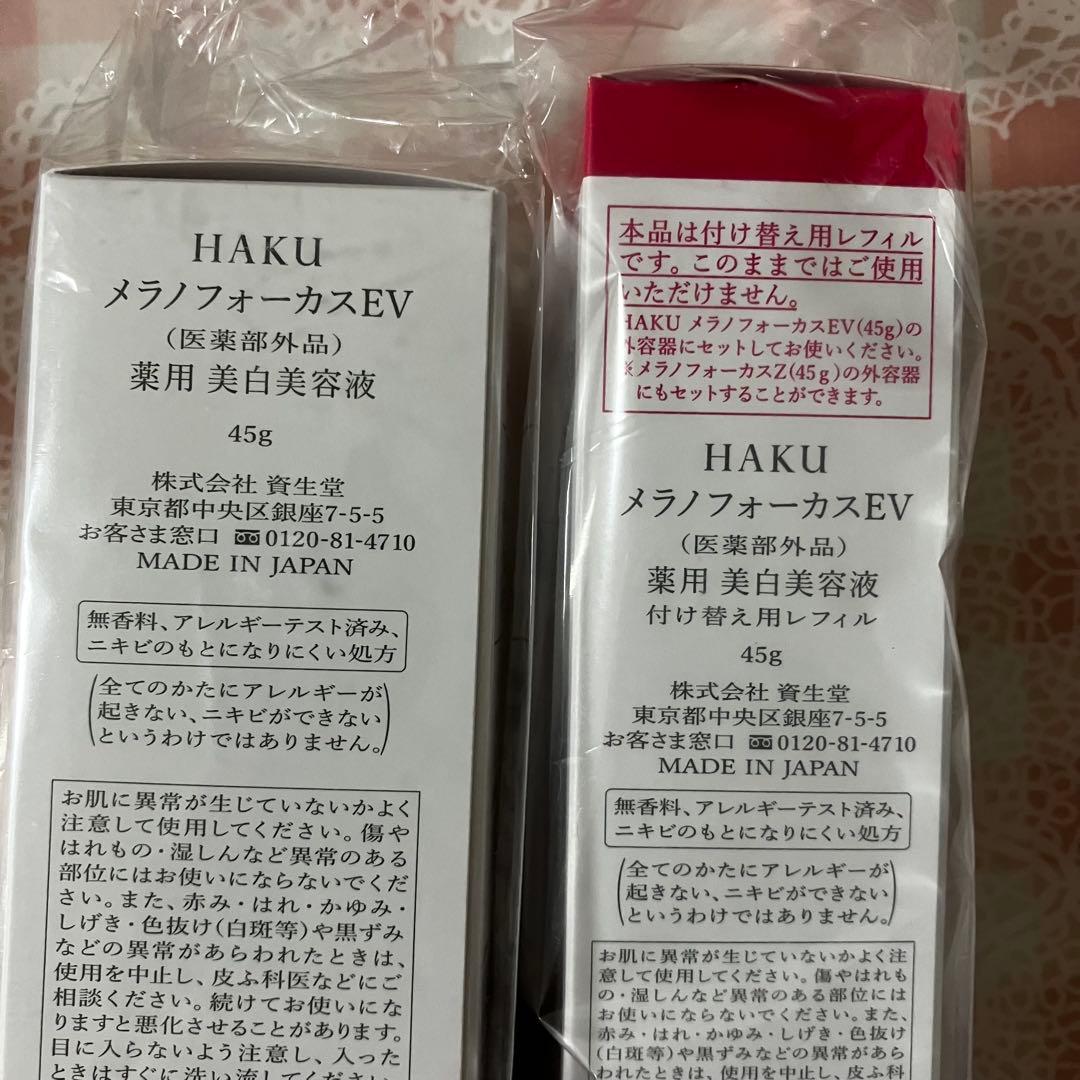 HAKU
メラノフォーカスEV
（医薬部外品）
薬用 美白美容液
45g
株式会社 資生堂
東京都中央区銀座7-5-5
お客さま窓口 0120-81-4710
MADE IN JAPAN
無香料、アレルギーテスト済み、
ニキビのもとになりにくい処方
(全てのかたにアレルギーが
起きない、ニキビができない
というわけではありません。)
お肌に異常が生じていないかよく
注意して使用してください。傷や
はれもの・湿しんなど異常のある
部位にはお使いにならないでくだ
さい。また、赤み・はれ・かゆみ・
しげき・色抜け(白斑等)や黒ずみ
などの異常があらわれたときは、
使用を中止し、皮ふ科医などにご
相談ください。続けてお使いにな
りますと悪化させることがあります。
目に入らないよう注意し、入った
ときはすぐに洗い流してください
本品は付け替え用レフィル
です。このままではご使用
いただけません。
HAKU メラノフォーカスEV(45g)の
外容器にセットしてお使いください。
※メラノフォーカスZ(45g)の外容器
にもセットすることができます。
HAKU
メラノフォーカスEV
（医薬部外品）
薬用 美白美容液
付け替え用レフィル
45g
株式会社 資生堂
東京都中央区銀座7-5-5
お客さま窓口 0120-81-4710
MADE IN JAPAN
無香料、アレルギーテスト済み、
ニキビのもとになりにくい処方
(全てのかたにアレルギーが
起きない、ニキビができない
というわけではありません。)
お肌に異常が生じていないかよく注
意して使用してください。傷やはれも
の・湿しんなど異常のある部位には
お使いにならないでください。また、
赤み・はれ・かゆみ・しげき・色抜け
(白斑等)や黒ずみなどの異常があら
われたときは、使用を中止し、皮ふ科